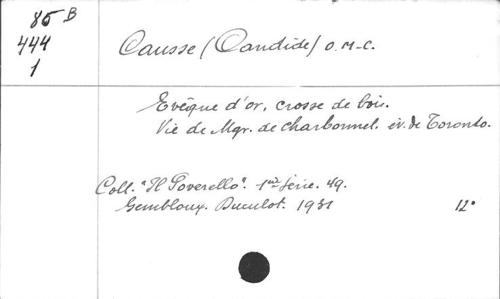 85 B
444
1
Causse (Candide) O.M.C.
Evêque d'or, crosse de bois.
Vie de Mgr. de Charbonnel. év. de Toronto.
Coll. "Il Poverello". 1re Série. 49.
Gembloux. Duculot. 1931 12°